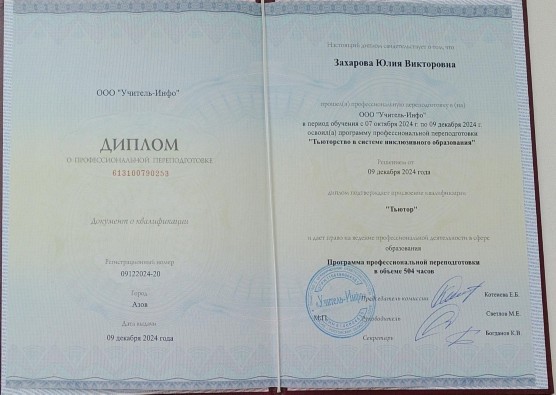 ООО "Учитель-Инфо"
ДИПЛОМ
О ПРОФЕССИОНАЛЬНОЙ ПЕРЕПОДГОТОВКЕ
613100790253
Документ о квалификации
Регистрационный номер
09122024-20
Город
Азов
Дата выдачи
09 декабря 2024 года
Настоящий диплом свидетельствует о том, что
Захарова Юлия Викторовна
прошел(а) профессиональную переподготовку в (на)
ООО "Учитель-Инфо"
в период обучения с 07 октября 2024 г. по 09 декабря 2024 г.
освоил(а) программу профессиональной переподготовки
"Тьюторство в системе инклюзивного образования"
Решением от
09 декабря 2024 года
диплом подтверждает присвоение квалификации
"Тьютор"
и дает право на ведение профессиональной деятельности в сфере
образования
Программа профессиональной переподготовки
в объеме 504 часов
Учитель-Инфо
Председатель комиссии
Котенева Е.Б.
М.П.
Руководитель
Светлов М.Е.
Секретарь
Богданов К.В.